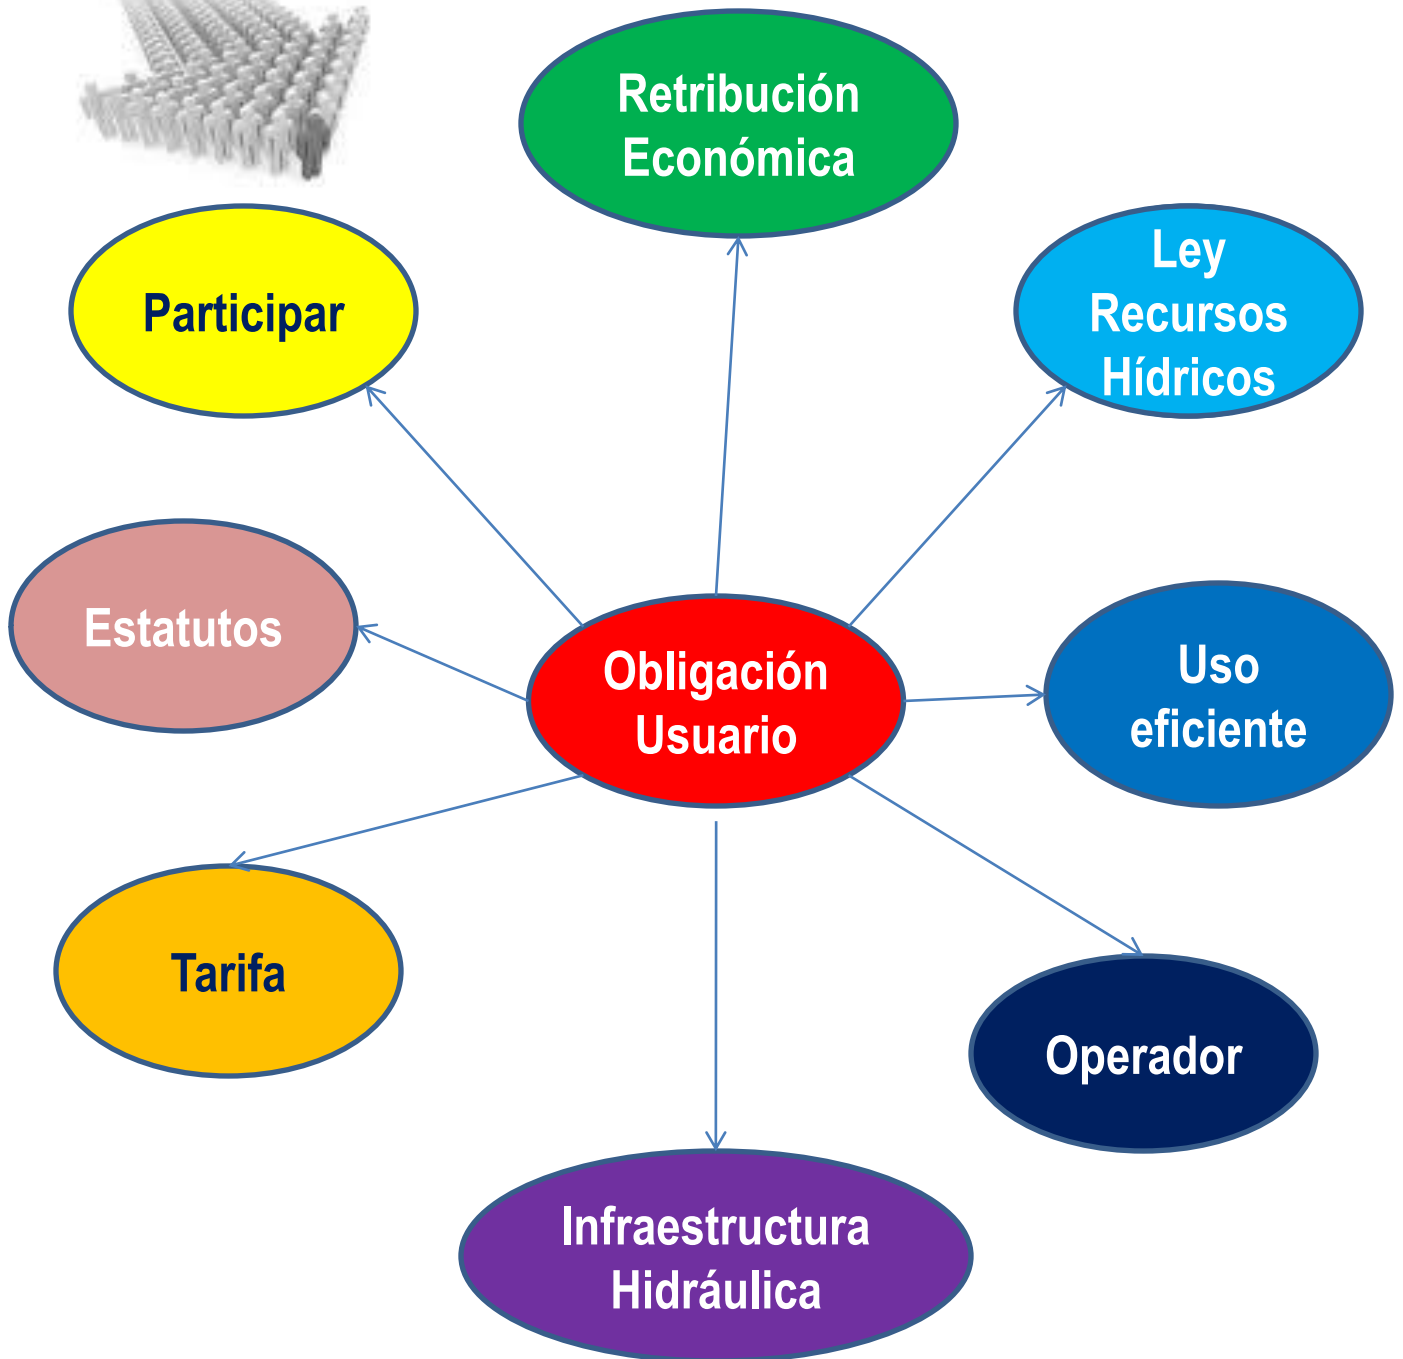 Retribución
Económica
Participar
Ley
Recursos
Hídricos
Estatutos
Obligación
Usuario
Uso
eficiente
Tarifa
Operador
Infraestructura
Hidráulica